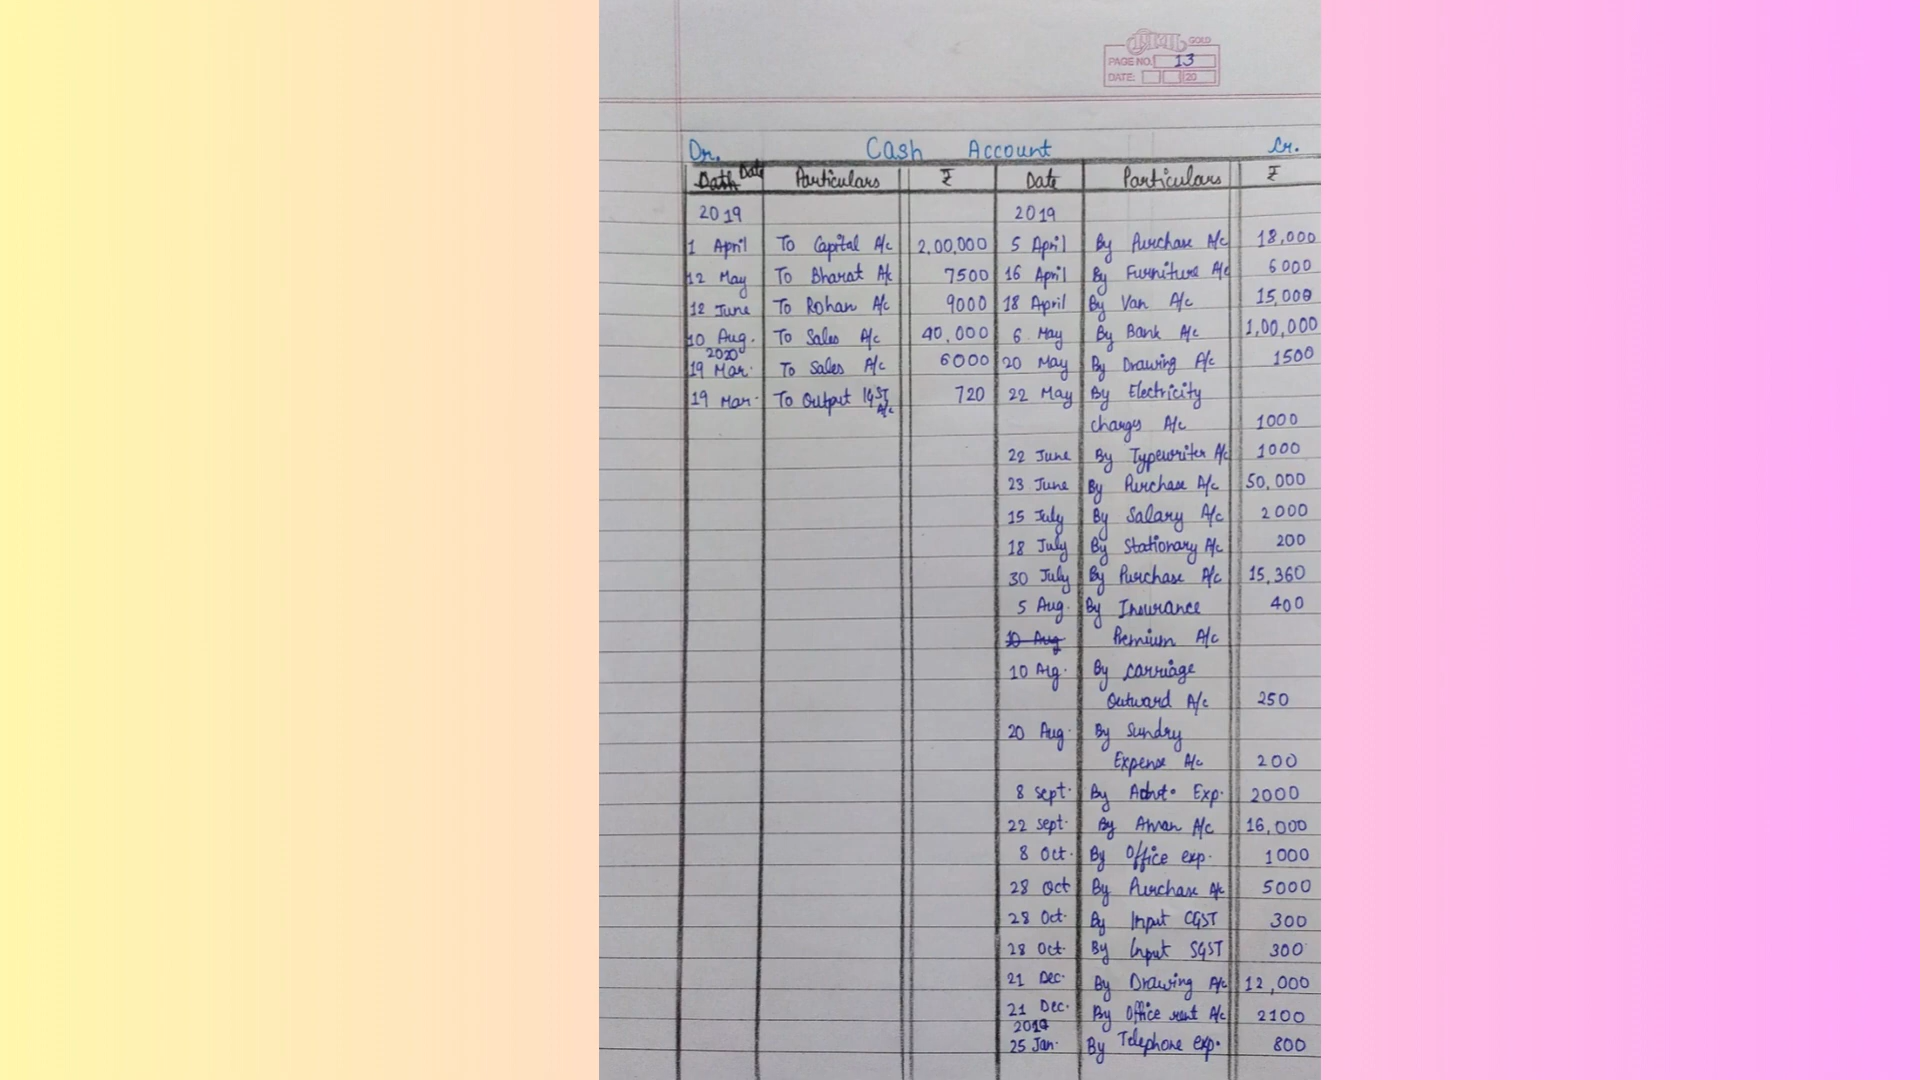 GOLD
PAGE NO. 13
DATE: 20
Dr. Cash Account Cr.
Date Particulars ₹ Date Particulars ₹
2019 2019
1 April To Capital A/c 2,00,000 5 April By Purchase A/c 18,000
12 May To Bharat A/c 7500 16 April By Furniture A/c 6000
12 June To Rohan A/c 9000 18 April By Van A/c 15,000
10 Aug. To Sales A/c 40,000 6 May By Bank A/c 1,00,000
2020
19 Mar. To Sales A/c 6000 20 May By Drawing A/c 1500
19 Mar. To Output IGST A/c 720 22 May By Electricity
charges A/c 1000
22 June By Typewriter A/c 1000
23 June By Purchase A/c 50,000
15 July By Salary A/c 2000
18 July By Stationary A/c 200
30 July By Purchase A/c 15,360
5 Aug. By Insurance 400
10 Aug Premium A/c
10 Aug. By Carriage
Outward A/c 250
20 Aug. By Sundry
Expense A/c 200
8 Sept. By Advt. Exp. 2000
22 Sept. By Aman A/c 16,000
8 Oct. By Office exp. 1000
28 Oct By Purchase A/c 5000
28 Oct. By Input CGST 300
28 Oct. By Input SGST 300
21 Dec. By Drawing A/c 12,000
21 Dec. By Office rent A/c 2100
25 Jan. By Telephone exp. 800